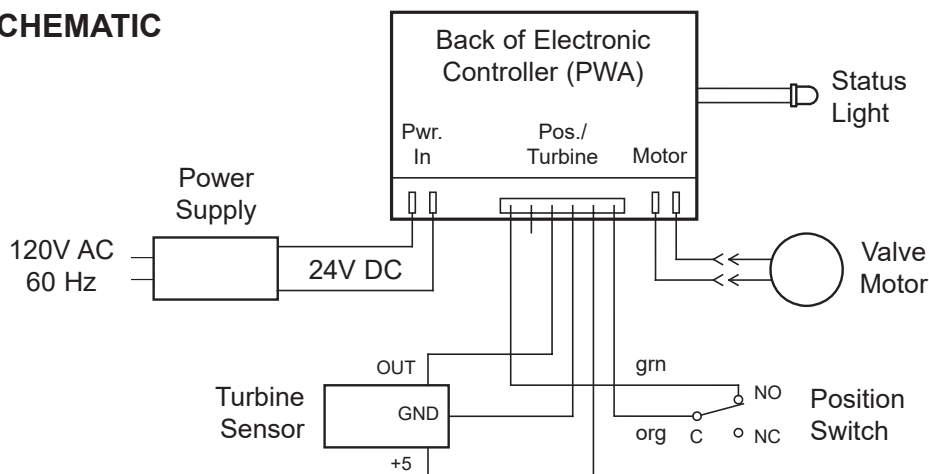 CHEMATIC
Back of Electronic
Controller (PWA)
Status
Light
Pwr.
In
Pos./
Turbine
Motor
Power
Supply
120V AC
60 Hz
24V DC
Valve
Motor
OUT
Turbine
Sensor
GND
+5
grn
org
C
NO
NC
Position
Switch